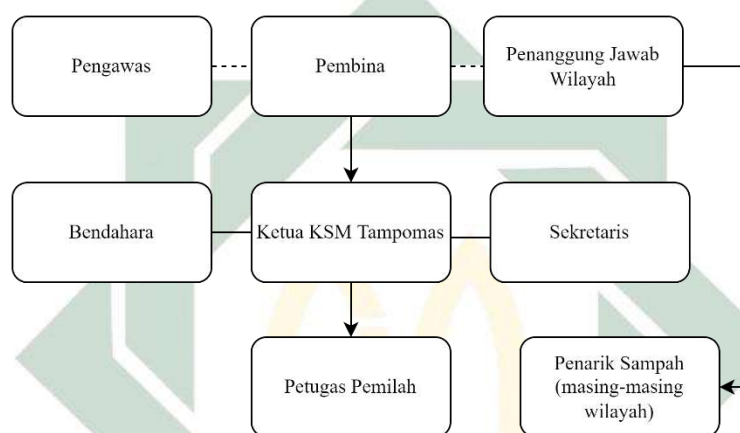 Pengawas
Pembina
Penanggung Jawab
Wilayah
Bendahara
Ketua KSM Tampomas
Sekretaris
Petugas Pemilah
Penarik Sampah
(masing-masing
wilayah)